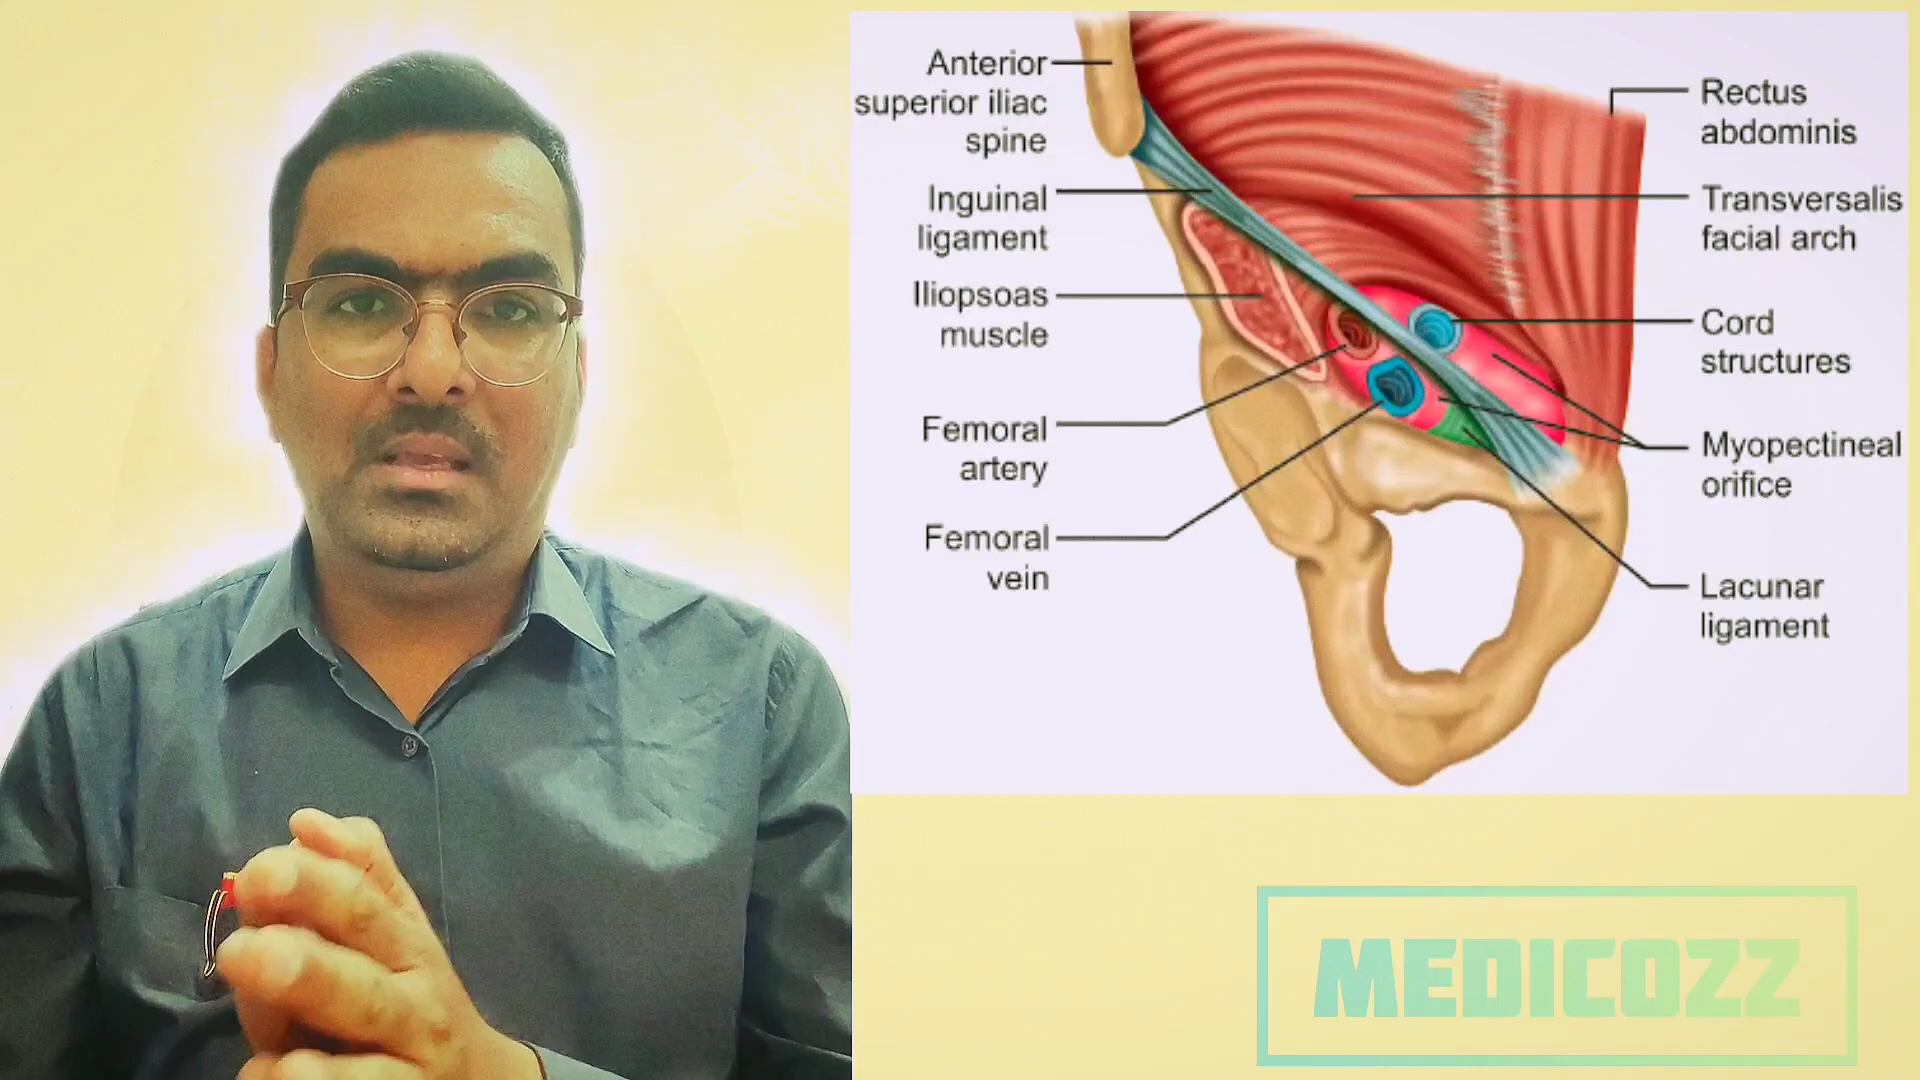 Anterior
superior iliac
spine
Inguinal
ligament
Iliopsoas
muscle
Femoral
artery
Femoral
vein
Rectus
abdominis
Transversalis
facial arch
Cord
structures
Myopectineal
orifice
Lacunar
ligament
MEDICOZZ